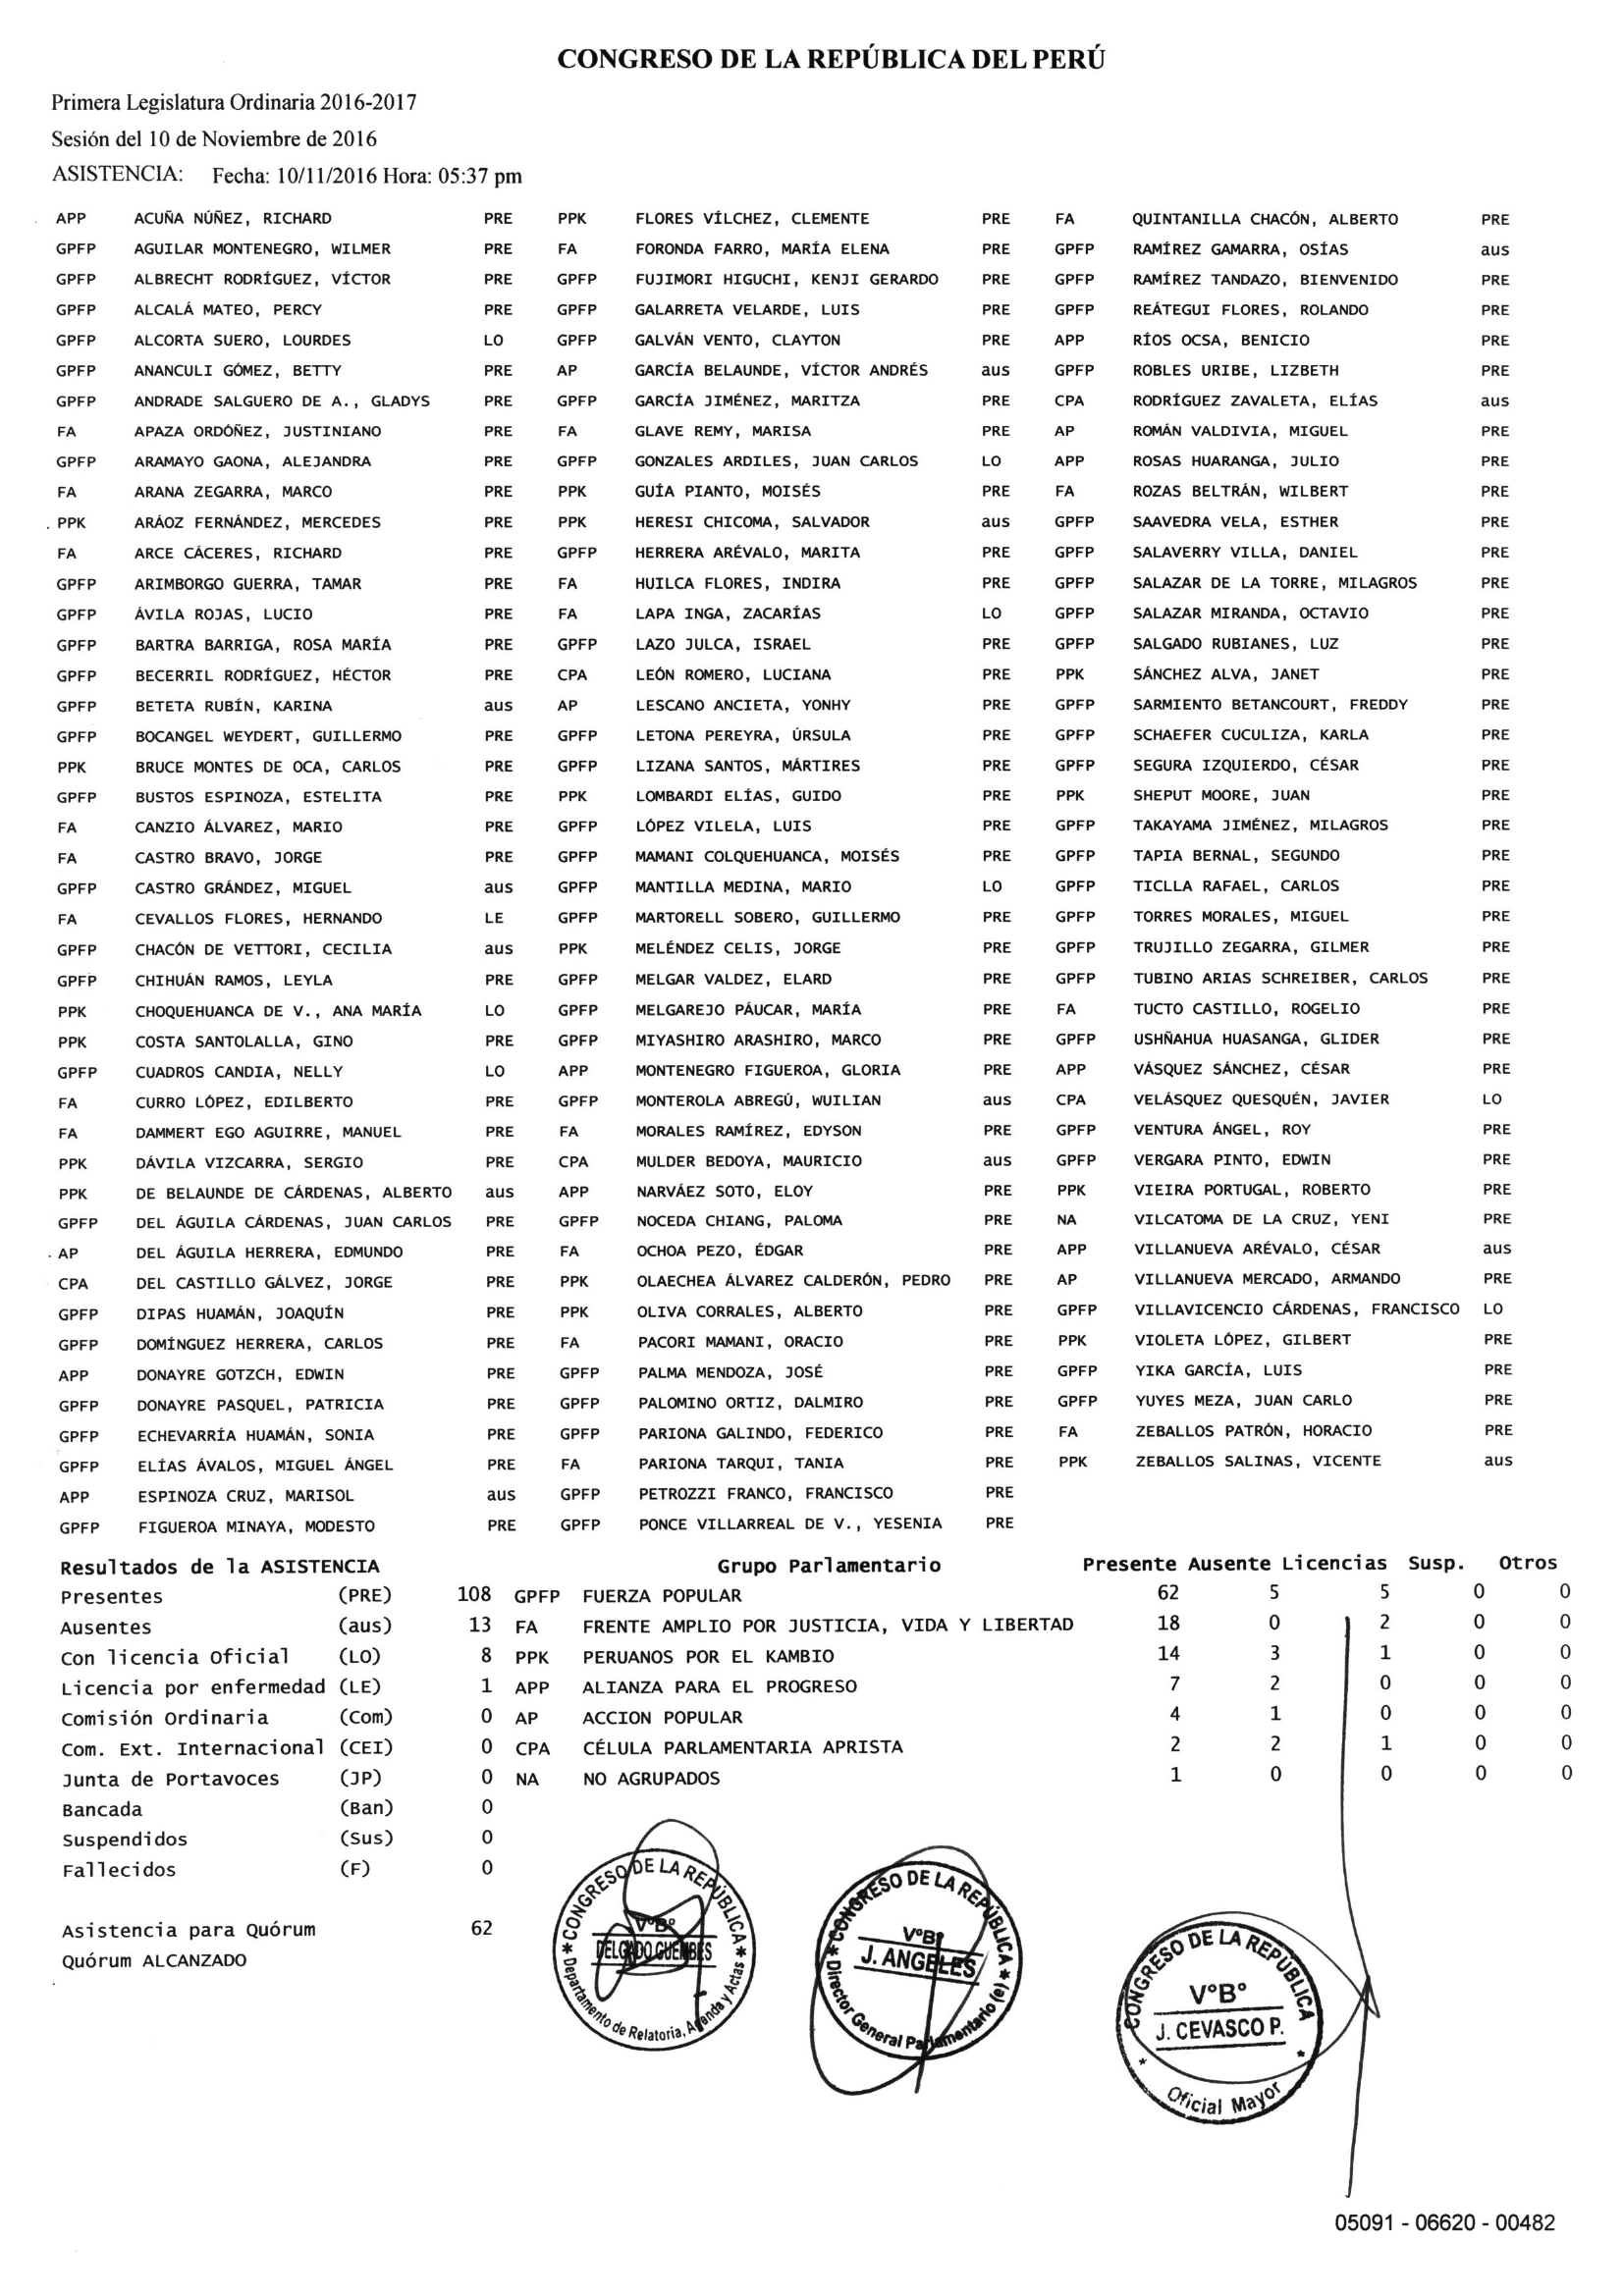 CONGRESO DE LA REPÚBLICA DEL PERÚ
Primera Legislatura Ordinaria 2016-2017
Sesión del 10 de Noviembre de 2016
ASISTENCIA: Fecha: 10/11/2016 Hora: 05:37 pm
APP ACUÑA NÚÑEZ, RICHARD PRE PPK FLORES VÍLCHEZ, CLEMENTE PRE FA QUINTANILLA CHACÓN, ALBERTO PRE
GPFP AGUILAR MONTENEGRO, WILMER PRE FA FORONDA FARRO, MARÍA ELENA PRE GPFP RAMÍREZ GAMARRA, OSÍAS aus
GPFP ALBRECHT RODRÍGUEZ, VÍCTOR PRE GPFP FUJIMORI HIGUCHI, KENJI GERARDO PRE GPFP RAMÍREZ TANDAZO, BIENVENIDO PRE
GPFP ALCALÁ MATEO, PERCY PRE GPFP GALARRETA VELARDE, LUIS PRE GPFP REÁTEGUI FLORES, ROLANDO PRE
GPFP ALCORTA SUERO, LOURDES LO GPFP GALVÁN VENTO, CLAYTON PRE APP RÍOS OCSA, BENICIO PRE
GPFP ANANCULI GÓMEZ, BETTY PRE AP GARCÍA BELAUNDE, VÍCTOR ANDRÉS aus GPFP ROBLES URIBE, LIZBETH PRE
GPFP ANDRADE SALGUERO DE A., GLADYS PRE GPFP GARCÍA JIMÉNEZ, MARITZA PRE CPA RODRÍGUEZ ZAVALETA, ELÍAS aus
FA APAZA ORDÓÑEZ, JUSTINIANO PRE FA GLAVE REMY, MARISA PRE AP ROMÁN VALDIVIA, MIGUEL PRE
GPFP ARAMAYO GAONA, ALEJANDRA PRE GPFP GONZALES ARDILES, JUAN CARLOS LO APP ROSAS HUARANGA, JULIO PRE
FA ARANA ZEGARRA, MARCO PRE PPK GUÍA PIANTO, MOISÉS PRE FA ROZAS BELTRÁN, WILBERT PRE
PPK ARÁOZ FERNÁNDEZ, MERCEDES PRE PPK HERESI CHICOMA, SALVADOR aus GPFP SAAVEDRA VELA, ESTHER PRE
FA ARCE CÁCERES, RICHARD PRE GPFP HERRERA ARÉVALO, MARITA PRE GPFP SALAVERRY VILLA, DANIEL PRE
GPFP ARIMBORGO GUERRA, TAMAR PRE FA HUILCA FLORES, INDIRA PRE GPFP SALAZAR DE LA TORRE, MILAGROS PRE
GPFP ÁVILA ROJAS, LUCIO PRE FA LAPA INGA, ZACARÍAS LO GPFP SALAZAR MIRANDA, OCTAVIO PRE
GPFP BARTRA BARRIGA, ROSA MARÍA PRE GPFP LAZO JULCA, ISRAEL PRE GPFP SALGADO RUBIANES, LUZ PRE
GPFP BECERRIL RODRÍGUEZ, HÉCTOR PRE CPA LEÓN ROMERO, LUCIANA PRE PPK SÁNCHEZ ALVA, JANET PRE
GPFP BETETA RUBÍN, KARINA aus AP LESCANO ANCIETA, YONHY PRE GPFP SARMIENTO BETANCOURT, FREDDY PRE
GPFP BOCANGEL WEYDERT, GUILLERMO PRE GPFP LETONA PEREYRA, ÚRSULA PRE GPFP SCHAEFER CUCULIZA, KARLA PRE
PPK BRUCE MONTES DE OCA, CARLOS PRE GPFP LIZANA SANTOS, MÁRTIRES PRE GPFP SEGURA IZQUIERDO, CÉSAR PRE
GPFP BUSTOS ESPINOZA, ESTELITA PRE PPK LOMBARDI ELÍAS, GUIDO PRE PPK SHEPUT MOORE, JUAN PRE
FA CANZIO ÁLVAREZ, MARIO PRE GPFP LÓPEZ VILELA, LUIS PRE GPFP TAKAYAMA JIMÉNEZ, MILAGROS PRE
FA CASTRO BRAVO, JORGE PRE GPFP MAMANI COLQUEHUANCA, MOISÉS PRE GPFP TAPIA BERNAL, SEGUNDO PRE
GPFP CASTRO GRÁNDEZ, MIGUEL aus GPFP MANTILLA MEDINA, MARIO LO GPFP TICLLA RAFAEL, CARLOS PRE
FA CEVALLOS FLORES, HERNANDO LE GPFP MARTORELL SOBERO, GUILLERMO PRE GPFP TORRES MORALES, MIGUEL PRE
GPFP CHACÓN DE VETTORI, CECILIA aus PPK MELÉNDEZ CELIS, JORGE PRE GPFP TRUJILLO ZEGARRA, GILMER PRE
GPFP CHIHUÁN RAMOS, LEYLA PRE GPFP MELGAR VALDEZ, ELARD PRE GPFP TUBINO ARIAS SCHREIBER, CARLOS PRE
PPK CHOQUEHUANCA DE V., ANA MARÍA LO GPFP MELGAREJO PÁUCAR, MARÍA PRE FA TUCTO CASTILLO, ROGELIO PRE
PPK COSTA SANTOLALLA, GINO PRE GPFP MIYASHIRO ARASHIRO, MARCO PRE GPFP USHÑAHUA HUASANGA, GLIDER PRE
GPFP CUADROS CANDIA, NELLY LO APP MONTENEGRO FIGUEROA, GLORIA PRE APP VÁSQUEZ SÁNCHEZ, CÉSAR PRE
FA CURRO LÓPEZ, EDILBERTO PRE GPFP MONTEROLA ABREGÚ, WUILIAN aus CPA VELÁSQUEZ QUESQUÉN, JAVIER LO
FA DAMMERT EGO AGUIRRE, MANUEL PRE FA MORALES RAMÍREZ, EDYSON PRE GPFP VENTURA ÁNGEL, ROY PRE
PPK DÁVILA VIZCARRA, SERGIO PRE CPA MULDER BEDOYA, MAURICIO aus GPFP VERGARA PINTO, EDWIN PRE
PPK DE BELAUNDE DE CÁRDENAS, ALBERTO aus APP NARVÁEZ SOTO, ELOY PRE PPK VIEIRA PORTUGAL, ROBERTO PRE
GPFP DEL ÁGUILA CÁRDENAS, JUAN CARLOS PRE GPFP NOCEDA CHIANG, PALOMA PRE NA VILCATOMA DE LA CRUZ, YENI PRE
AP DEL ÁGUILA HERRERA, EDMUNDO PRE FA OCHOA PEZO, ÉDGAR PRE APP VILLANUEVA ARÉVALO, CÉSAR aus
CPA DEL CASTILLO GÁLVEZ, JORGE PRE PPK OLAECHEA ÁLVAREZ CALDERÓN, PEDRO PRE AP VILLANUEVA MERCADO, ARMANDO PRE
GPFP DIPAS HUAMÁN, JOAQUÍN PRE PPK OLIVA CORRALES, ALBERTO PRE GPFP VILLAVICENCIO CÁRDENAS, FRANCISCO LO
GPFP DOMÍNGUEZ HERRERA, CARLOS PRE FA PACORI MAMANI, ORACIO PRE PPK VIOLETA LÓPEZ, GILBERT PRE
APP DONAYRE GOTZCH, EDWIN PRE GPFP PALMA MENDOZA, JOSÉ PRE GPFP YIKA GARCÍA, LUIS PRE
GPFP DONAYRE PASQUEL, PATRICIA PRE GPFP PALOMINO ORTIZ, DALMIRO PRE GPFP YUYES MEZA, JUAN CARLO PRE
GPFP ECHEVARRÍA HUAMÁN, SONIA PRE GPFP PARIONA GALINDO, FEDERICO PRE FA ZEBALLOS PATRÓN, HORACIO PRE
GPFP ELÍAS ÁVALOS, MIGUEL ÁNGEL PRE FA PARIONA TARQUI, TANIA PRE PPK ZEBALLOS SALINAS, VICENTE aus
APP ESPINOZA CRUZ, MARISOL aus GPFP PETROZZI FRANCO, FRANCISCO PRE
GPFP FIGUEROA MINAYA, MODESTO PRE GPFP PONCE VILLARREAL DE V., YESENIA PRE
Resultados de la ASISTENCIA Grupo Parlamentario Presente Ausente Licencias Susp. Otros
Presentes (PRE) 108 GPFP FUERZA POPULAR 62 5 5 0 0
Ausentes (aus) 13 FA FRENTE AMPLIO POR JUSTICIA, VIDA Y LIBERTAD 18 0 2 0 0
Con licencia Oficial (LO) 8 PPK PERUANOS POR EL KAMBIO 14 3 1 0 0
Licencia por enfermedad (LE) 1 APP ALIANZA PARA EL PROGRESO 7 2 0 0 0
Comisión Ordinaria (Com) 0 AP ACCION POPULAR 4 1 0 0 0
Com. Ext. Internacional (CEI) 0 CPA CÉLULA PARLAMENTARIA APRISTA 2 2 1 0 0
Junta de Portavoces (JP) 0 NA NO AGRUPADOS 1 0 0 0 0
Bancada (Ban) 0
Suspendidos (Sus) 0
Fallecidos (F) 0
Asistencia para Quórum 62
Quórum ALCANZADO
CONGRESO DE LA REPÚBLICA
V°B°
DELGADO GUEMBES
Departamento de Relatoria, Agenda y Actas
CONGRESO DE LA REPÚBLICA
V°B°
J. ANGELES
Director General Parlamentario (e)
CONGRESO DE LA REPÚBLICA
V°B°
J. CEVASCO P.
Oficial Mayor
05091 - 06620 - 00482